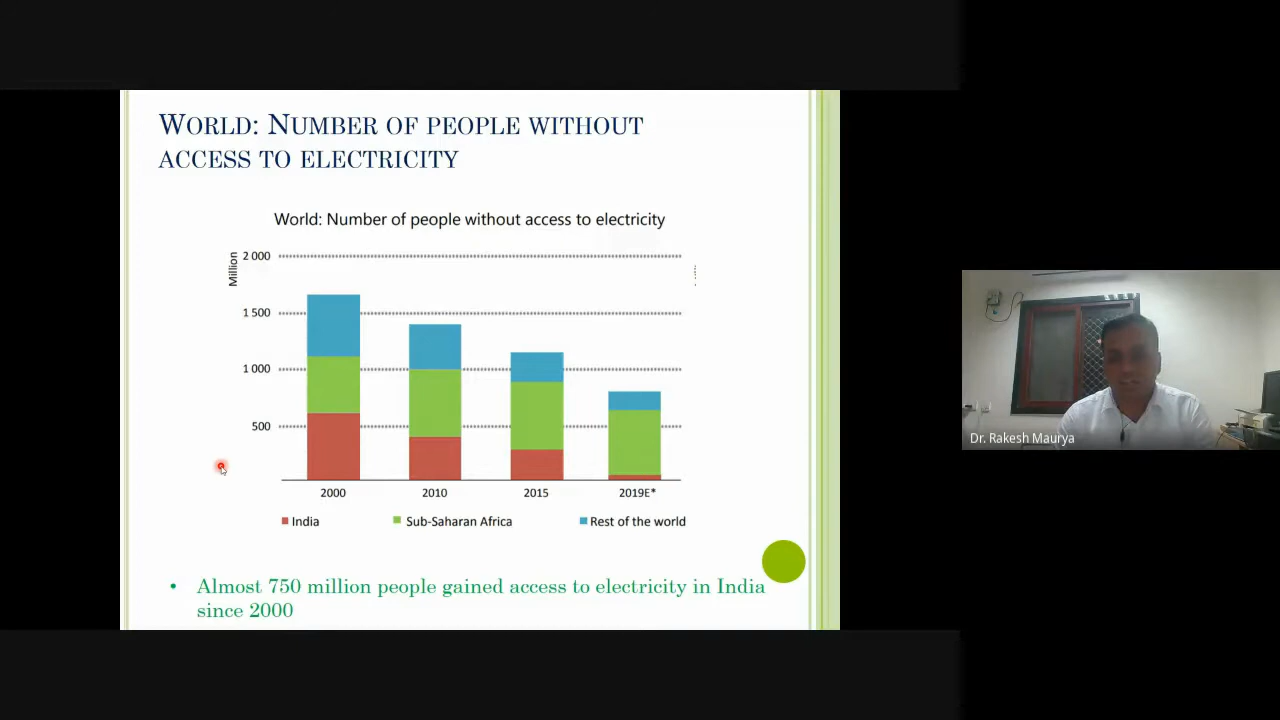 WORLD: NUMBER OF PEOPLE WITHOUT
ACCESS TO ELECTRICITY
World: Number of people without access to electricity
Million
2 000
1 500
1 000
500
2000
2010
2015
2019E*
India
Sub-Saharan Africa
Rest of the world
• Almost 750 million people gained access to electricity in India
since 2000
Dr. Rakesh Maurya